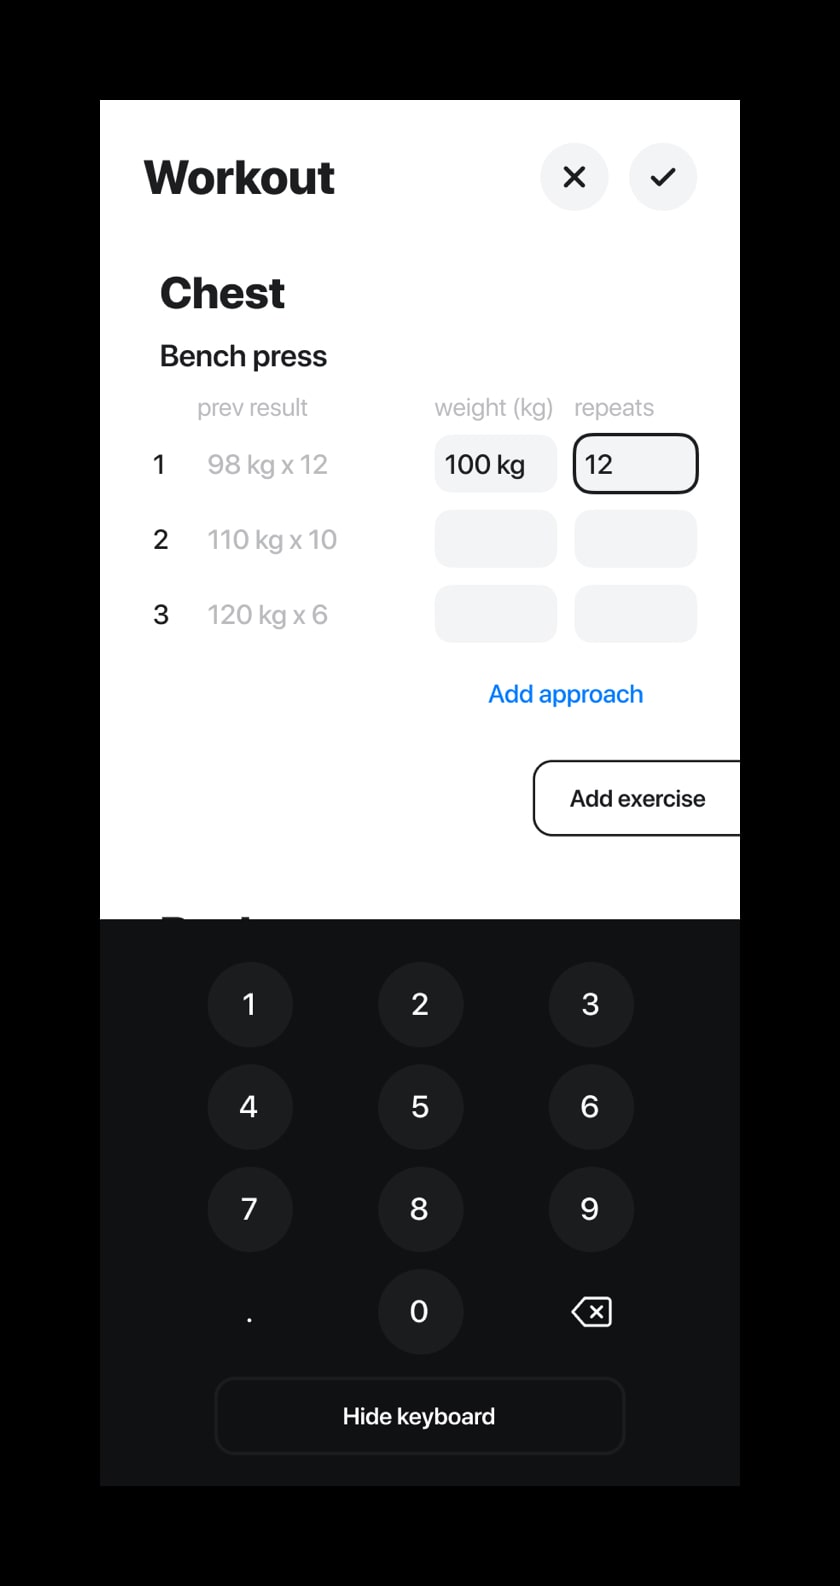 Workout
Chest
Bench press
prev result weight (kg) repeats
1 98 kg x 12 100 kg 12
2 110 kg x 10
3 120 kg x 6
Add approach
Add exercise
1 2 3
4 5 6
7 8 9
. 0
Hide keyboard